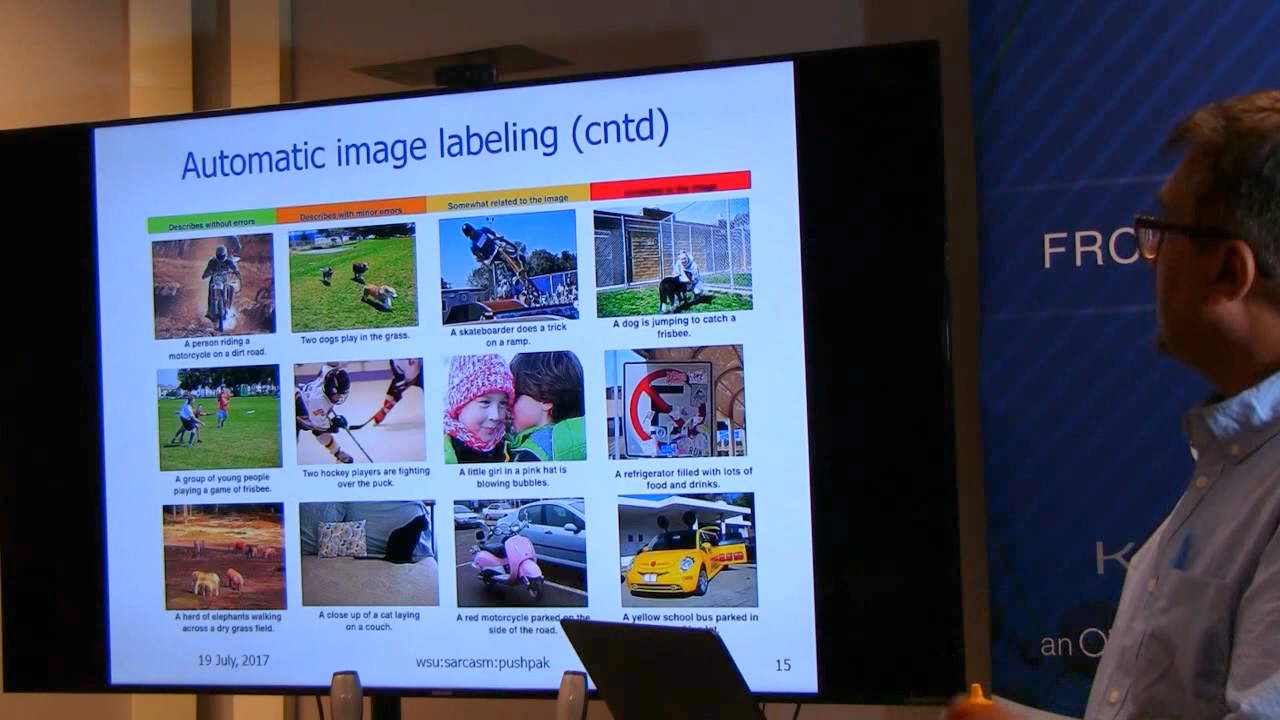 Automatic image labeling (cntd)
Describes without errors
Describes with minor errors
Somewhat related to the image
A person riding a
motorcycle on a dirt road.
Two dogs play in the grass.
A skateboarder does a trick
on a ramp.
A dog is jumping to catch a
frisbee.
A group of young people
playing a game of frisbee.
Two hockey players are fighting
over the puck.
A little girl in a pink hat is
blowing bubbles.
A refrigerator filled with lots of
food and drinks.
A herd of elephants walking
across a dry grass field.
A close up of a cat laying
on a couch.
A red motorcycle parked on the
side of the road.
A yellow school bus parked in
19 July, 2017
wsu:sarcasm:pushpak
15
FRO
K
an O